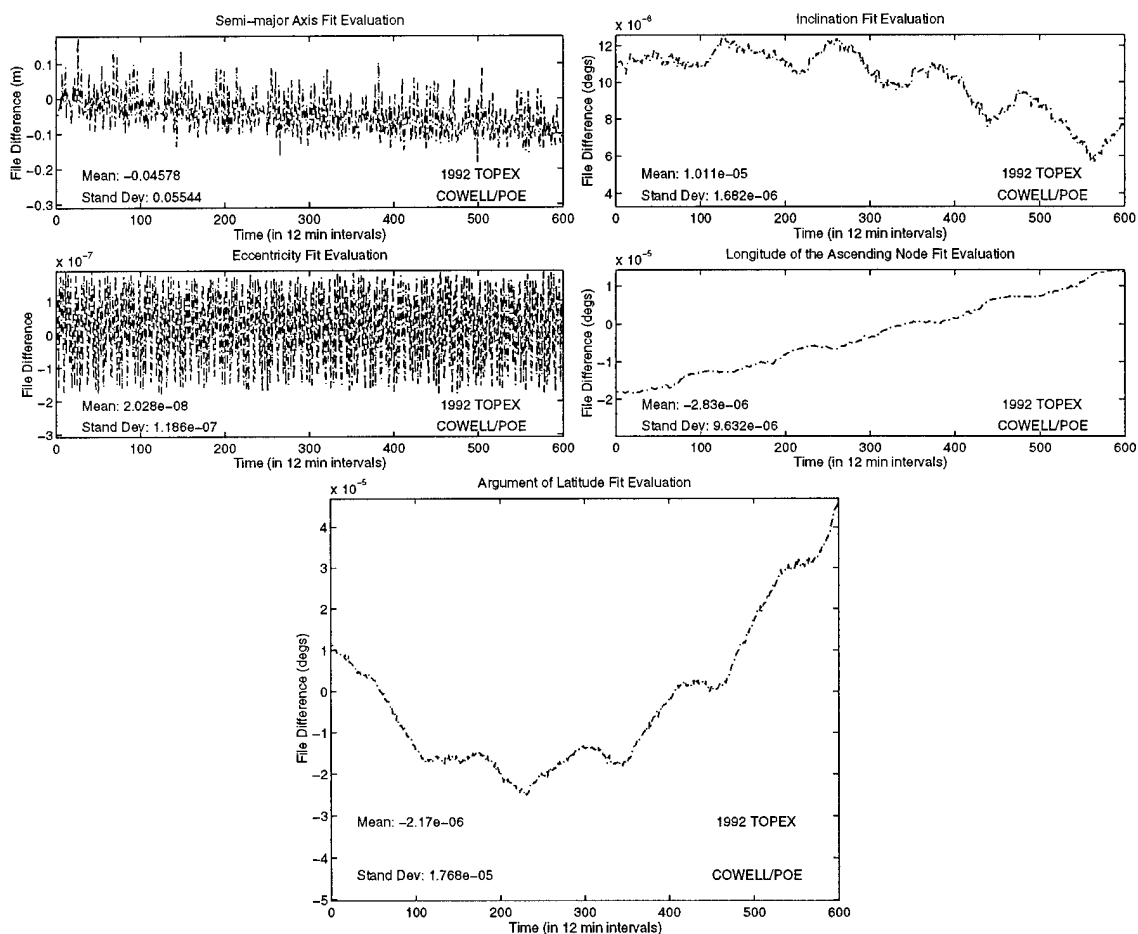 Semi-major Axis Fit Evaluation
File Difference (m)
0.1
0
-0.1
-0.2
-0.3
Mean: -0.04578
1992 TOPEX
Stand Dev: 0.05544
COWELL/POE
0 100 200 300 400 500 600
Time (in 12 min intervals)
Inclination Fit Evaluation
x 10^-6
File Difference (degs)
12
10
8
6
4
Mean: 1.011e-05
1992 TOPEX
Stand Dev: 1.682e-06
COWELL/POE
0 100 200 300 400 500 600
Time (in 12 min intervals)
Eccentricity Fit Evaluation
x 10^-7
File Difference
1
0
-1
-2
-3
Mean: 2.028e-08
1992 TOPEX
Stand Dev: 1.186e-07
COWELL/POE
0 100 200 300 400 500 600
Time (in 12 min intervals)
Longitude of the Ascending Node Fit Evaluation
x 10^-5
File Difference (degs)
1
0
-1
-2
Mean: -2.83e-06
1992 TOPEX
Stand Dev: 9.632e-06
COWELL/POE
0 100 200 300 400 500 600
Time (in 12 min intervals)
Argument of Latitude Fit Evaluation
x 10^-5
File Difference (degs)
4
3
2
1
0
-1
-2
-3
-4
-5
Mean: -2.17e-06
1992 TOPEX
Stand Dev: 1.768e-05
COWELL/POE
0 100 200 300 400 500 600
Time (in 12 min intervals)